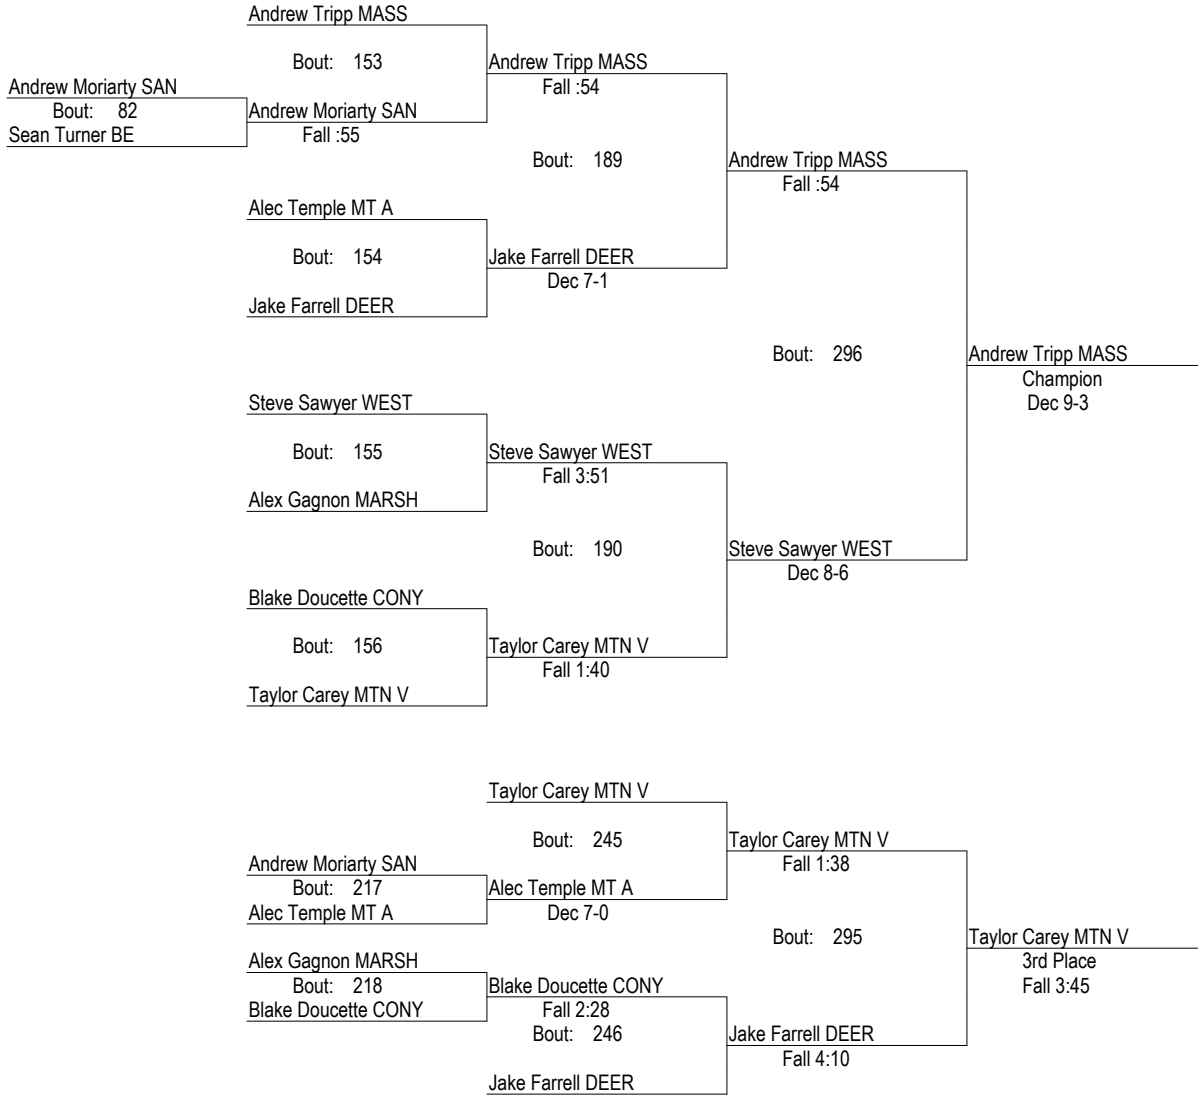 Andrew Tripp MASS
Bout: 153
Andrew Tripp MASS
Fall :54
Andrew Moriarty SAN
Bout: 82
Sean Turner BE
Andrew Moriarty SAN
Fall :55
Bout: 189
Andrew Tripp MASS
Fall :54
Alec Temple MT A
Bout: 154
Jake Farrell DEER
Dec 7-1
Jake Farrell DEER
Bout: 296
Andrew Tripp MASS
Champion
Dec 9-3
Steve Sawyer WEST
Bout: 155
Steve Sawyer WEST
Fall 3:51
Alex Gagnon MARSH
Bout: 190
Steve Sawyer WEST
Dec 8-6
Blake Doucette CONY
Bout: 156
Taylor Carey MTN V
Fall 1:40
Taylor Carey MTN V
Taylor Carey MTN V
Bout: 245
Taylor Carey MTN V
Fall 1:38
Andrew Moriarty SAN
Bout: 217
Alec Temple MT A
Alec Temple MT A
Dec 7-0
Bout: 295
Taylor Carey MTN V
3rd Place
Fall 3:45
Alex Gagnon MARSH
Bout: 218
Blake Doucette CONY
Blake Doucette CONY
Fall 2:28
Bout: 246
Jake Farrell DEER
Fall 4:10
Jake Farrell DEER